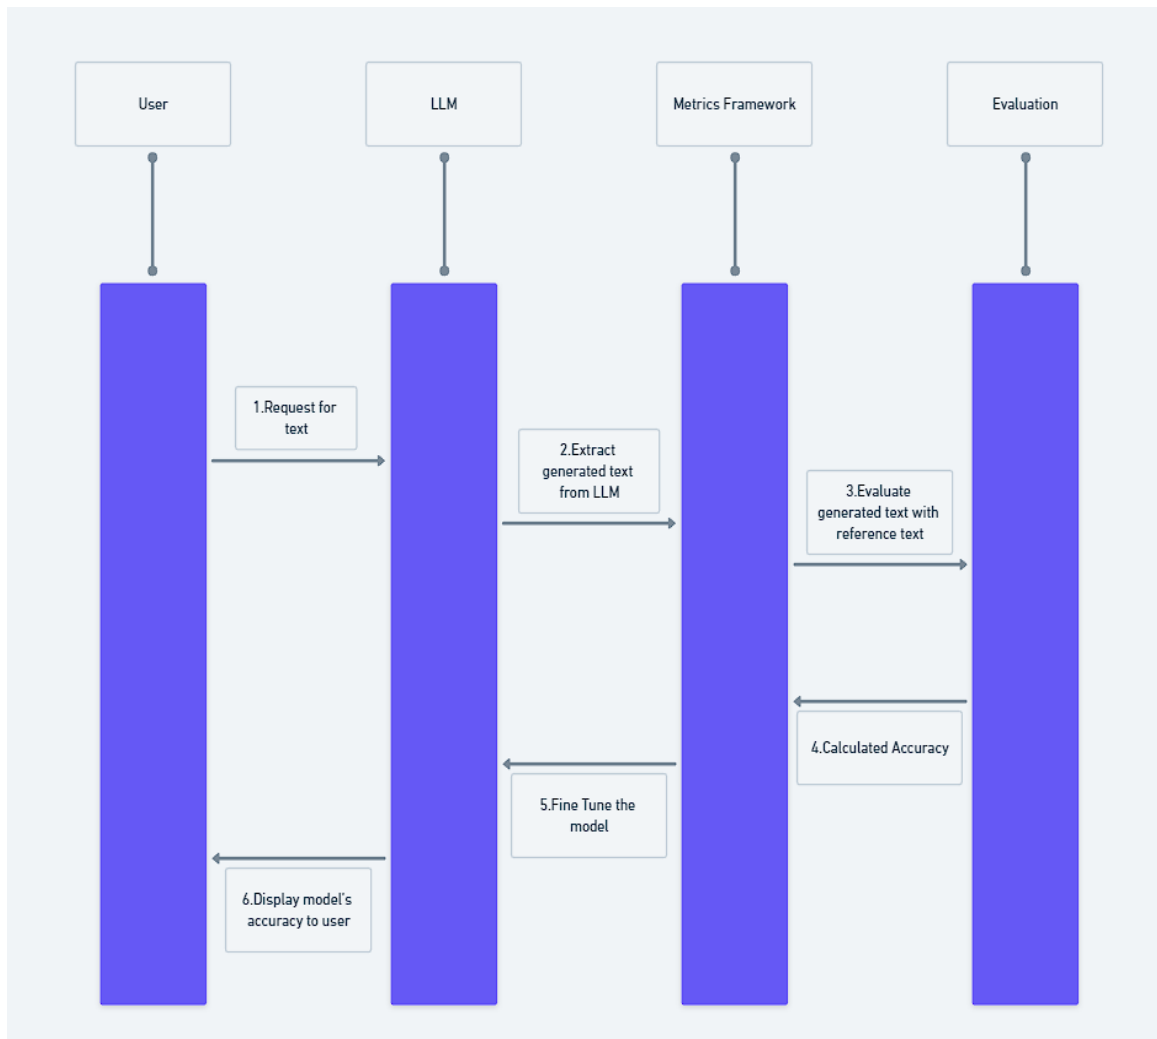 User
LLM
Metrics Framework
Evaluation
1.Request for
text
2.Extract
generated text
from LLM
3.Evaluate
generated text with
reference text
4.Calculated Accuracy
5.Fine Tune the
model
6.Display model's
accuracy to user